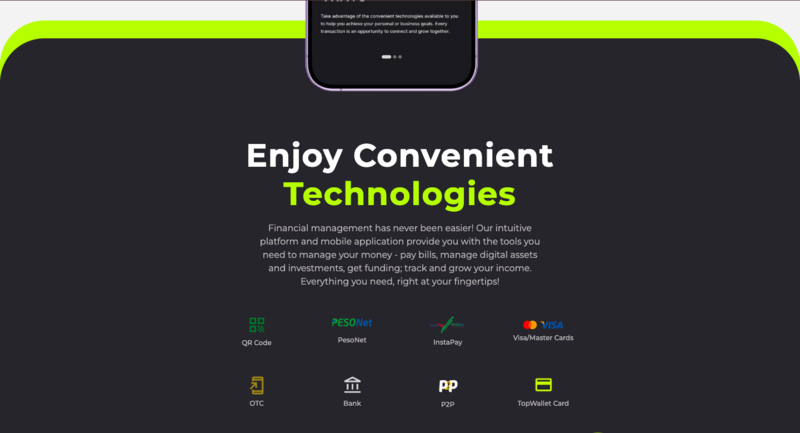 Take advantage of the convenient technologies available to you
to help you achieve your personal or business goals. Every
transaction is an opportunity to connect and grow together.
Enjoy Convenient
Technologies
Financial management has never been easier! Our intuitive
platform and mobile application provide you with the tools you
need to manage your money - pay bills, manage digital assets
and investments, get funding; track and grow your income.
Everything you need, right at your fingertips!
PESONet
VISA
QR Code
PesoNet
InstaPay
Visa/Master Cards
p2p
OTC
Bank
P2P
TopWallet Card